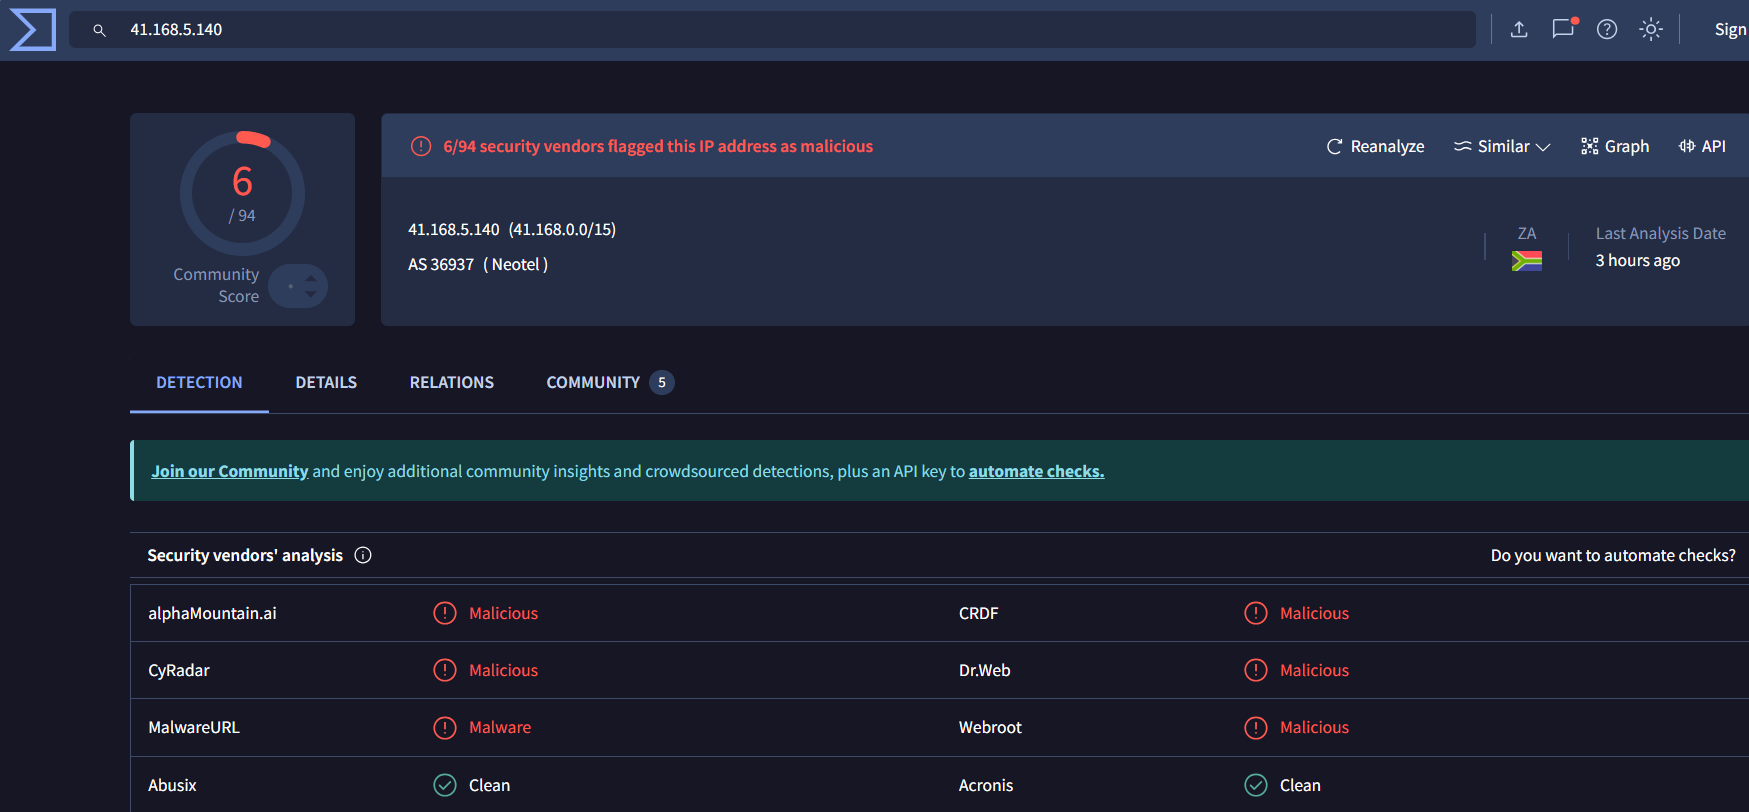 41.168.5.140
Sign
6
/ 94
Community
Score
6/94 security vendors flagged this IP address as malicious
Reanalyze
Similar
Graph
API
41.168.5.140 (41.168.0.0/15)
AS 36937 ( Neotel )
ZA
Last Analysis Date
3 hours ago
DETECTION
DETAILS
RELATIONS
COMMUNITY 5
Join our Community and enjoy additional community insights and crowdsourced detections, plus an API key to automate checks.
Security vendors' analysis
Do you want to automate checks?
alphaMountain.ai Malicious CRDF Malicious
CyRadar Malicious Dr.Web Malicious
MalwareURL Malware Webroot Malicious
Abusix Clean Acronis Clean